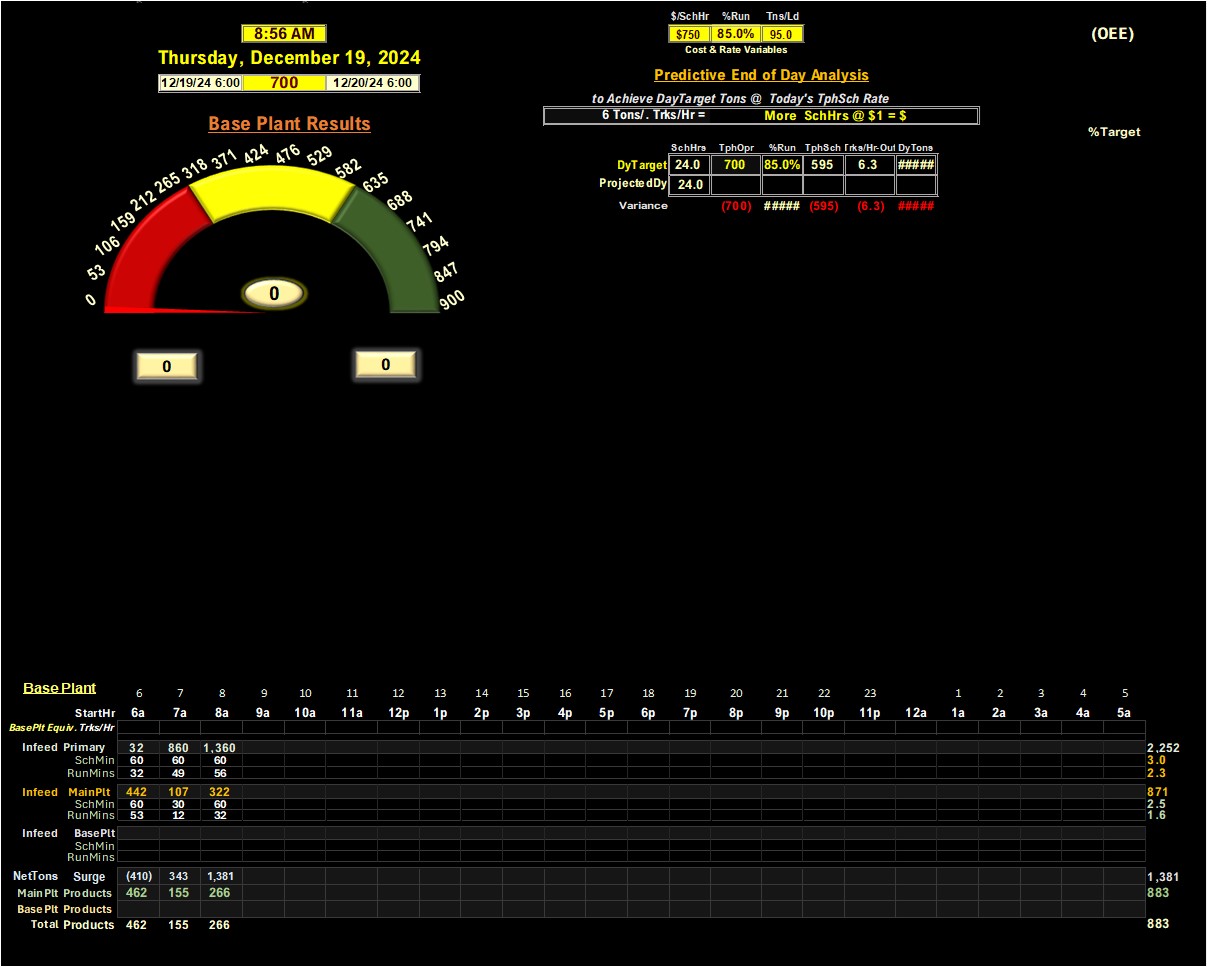 $/SchHr %Run Tns/Ld
8:56 AM $750 85.0% 95.0 (OEE)
Cost & Rate Variables
Thursday, December 19, 2024
Predictive End of Day Analysis
12/19/24 6:00 700 12/20/24 6:00
to Achieve DayTarget Tons @ Today's TphSch Rate
6 Tons/. Trks/Hr = More SchHrs @ $1 = $
Base Plant Results
%Target
SchHrs TphOpr %Run TphSch Trks/Hr-Out DyTons
DyTarget 24.0 700 85.0% 595 6.3 #####
ProjectedDy 24.0
Variance (700) ##### (595) (6.3) #####
0 53 106 159 212 265 318 371 424 476 529 582 635 688 741 794 847 900
0
0 0
Base Plant
6 7 8 9 10 11 12 13 14 15 16 17 18 19 20 21 22 23 1 2 3 4 5
StartHr 6a 7a 8a 9a 10a 11a 12p 1p 2p 3p 4p 5p 6p 7p 8p 9p 10p 11p 12a 1a 2a 3a 4a 5a
BasePlt Equiv. Trks/Hr
Infeed Primary 32 860 1,360 2,252
SchMin 60 60 60 3.0
RunMins 32 49 56 2.3
Infeed MainPlt 442 107 322 871
SchMin 60 30 60 2.5
RunMins 53 12 32 1.6
Infeed BasePlt
SchMin
RunMins
NetTons Surge (410) 343 1,381 1,381
MainPlt Products 462 155 266 883
BasePlt Products
Total Products 462 155 266 883